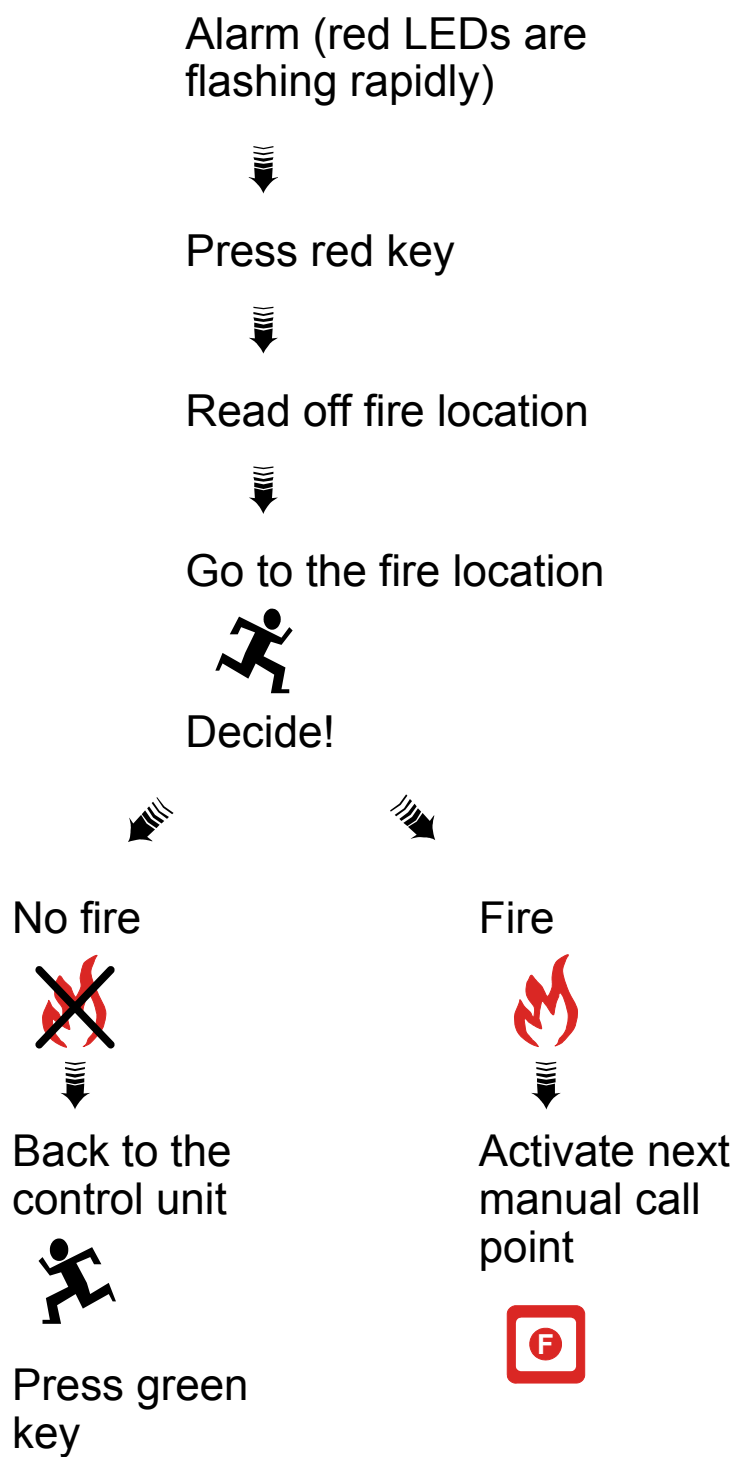 Alarm (red LEDs are
flashing rapidly)
Press red key
Read off fire location
Go to the fire location
Decide!
No fire
Fire
Back to the
control unit
Activate next
manual call
point
F
Press green
key